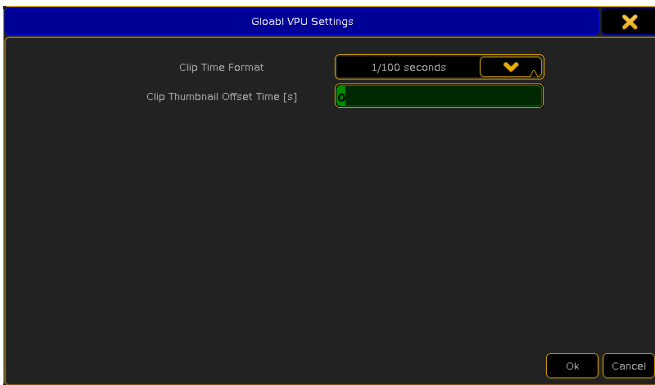 Gloabl VPU Settings
Clip Time Format 1/100 seconds
Clip Thumbnail Offset Time [s] 0
Ok Cancel